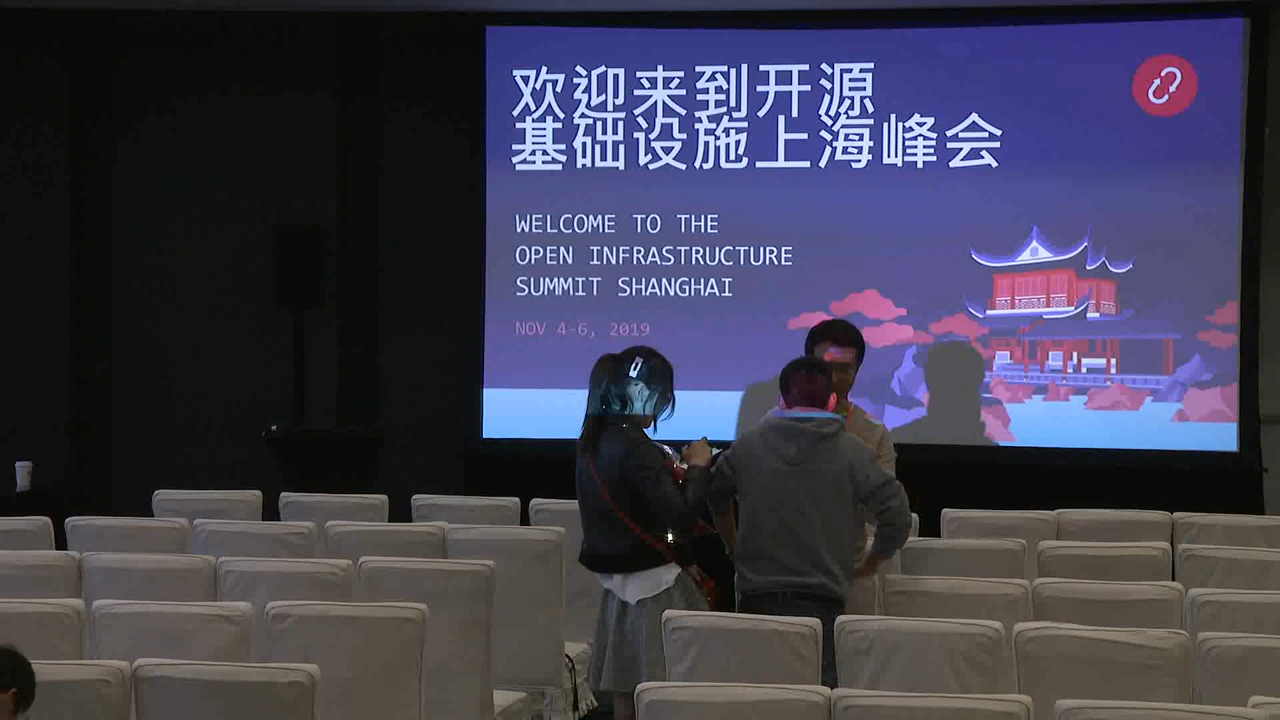 欢迎来到开源
基础设施上海峰会
WELCOME TO THE
OPEN INFRASTRUCTURE
SUMMIT SHANGHAI
NOV 4-6, 2019